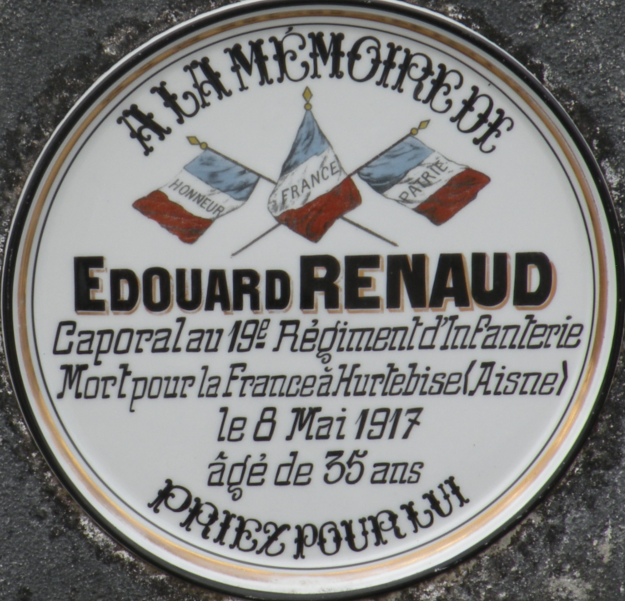 A LA MÉMOIRE DE
HONNEUR
FRANCE
PATRIE
EDOUARD RENAUD
Caporal au 19e Régiment d'Infanterie
Mort pour la France à Hurtebise (Aisne)
le 8 Mai 1917
âgé de 35 ans
PRIEZ POUR LUI